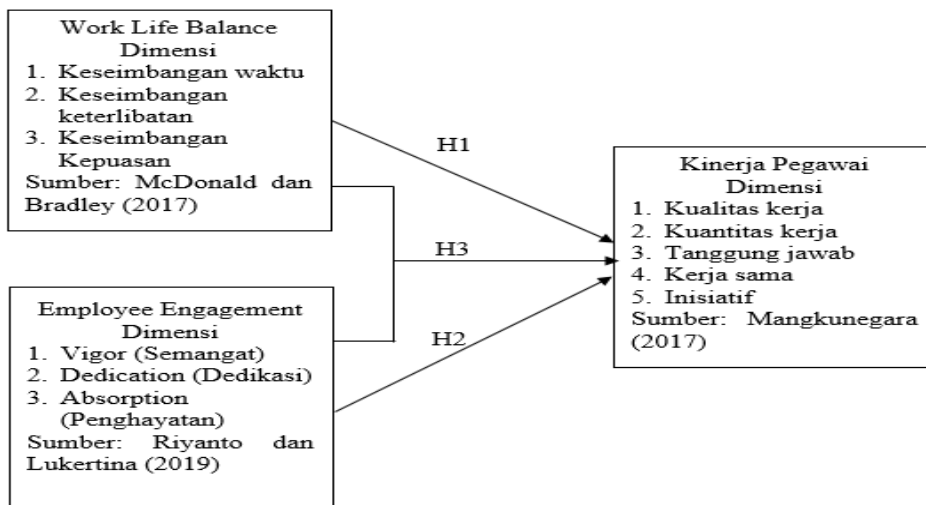 Work Life Balance
Dimensi
1. Keseimbangan waktu
2. Keseimbangan
keterlibatan
3. Keseimbangan
Kepuasan
Sumber: McDonald dan
Bradley (2017)
Employee Engagement
Dimensi
1. Vigor (Semangat)
2. Dedication (Dedikasi)
3. Absorption
(Penghayatan)
Sumber: Riyanto dan
Lukertina (2019)
H1
H3
H2
Kinerja Pegawai
Dimensi
1. Kualitas kerja
2. Kuantitas kerja
3. Tanggung jawab
4. Kerja sama
5. Inisiatif
Sumber: Mangkunegara
(2017)